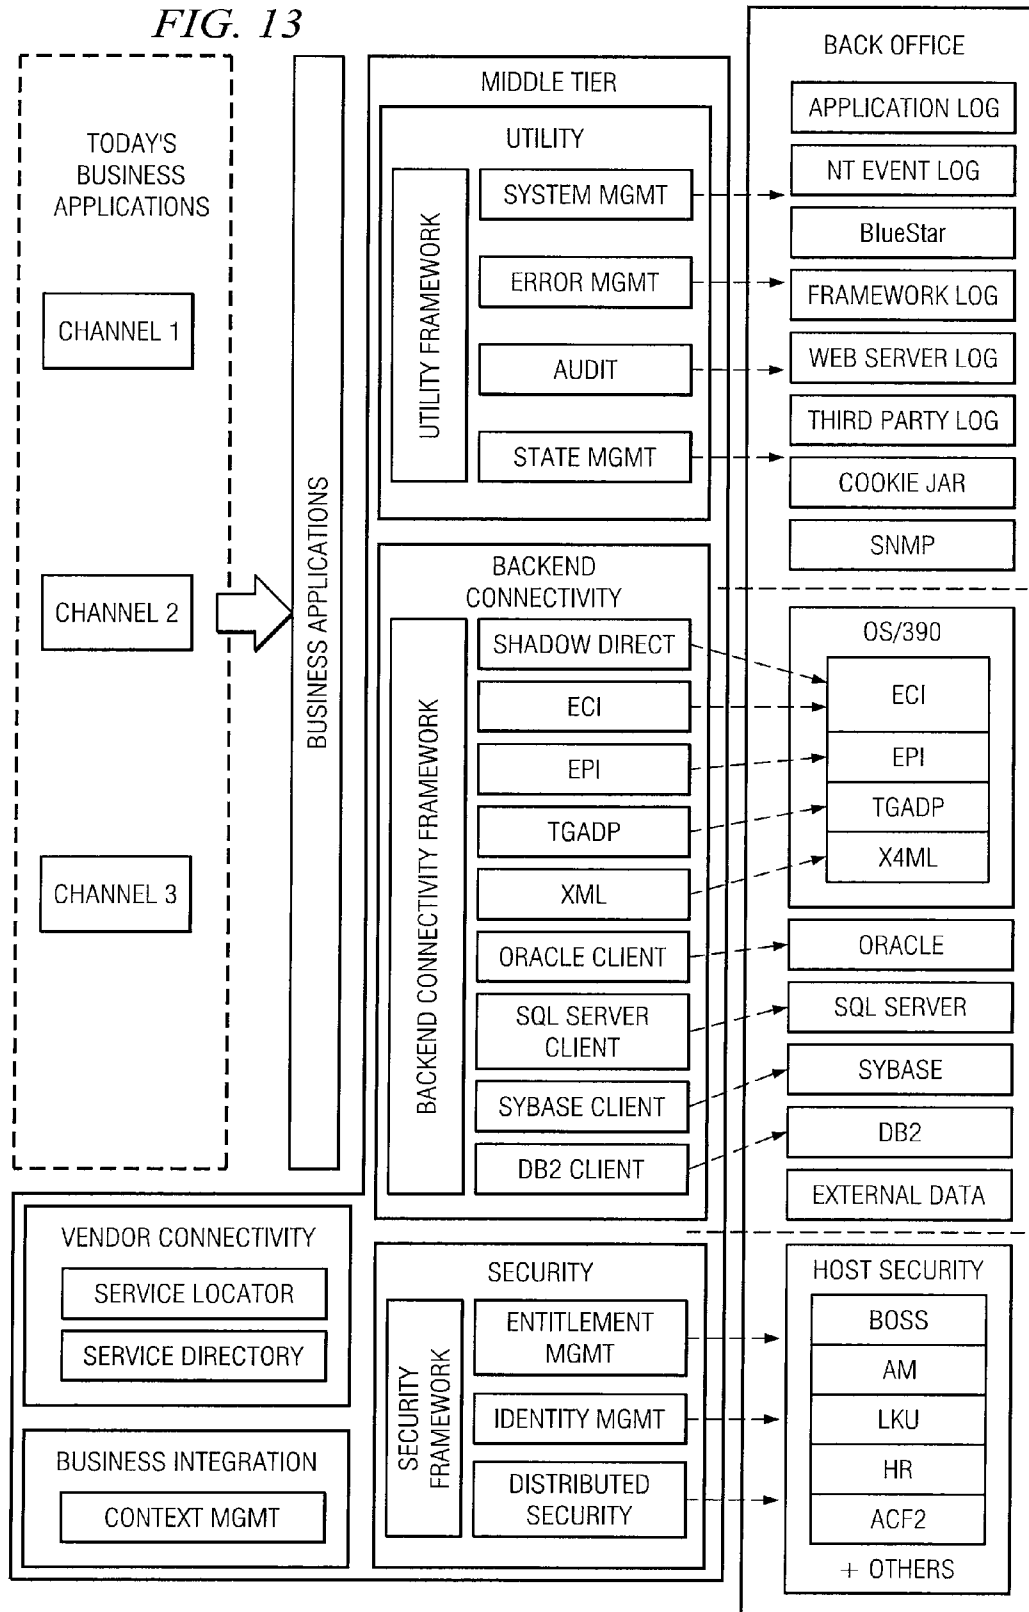 FIG. 13
TODAY'S
BUSINESS
APPLICATIONS
CHANNEL 1
CHANNEL 2
CHANNEL 3
BUSINESS APPLICATIONS
MIDDLE TIER
UTILITY
UTILITY FRAMEWORK
SYSTEM MGMT
ERROR MGMT
AUDIT
STATE MGMT
BACKEND
CONNECTIVITY
BACKEND CONNECTIVITY FRAMEWORK
SHADOW DIRECT
ECI
EPI
TGADP
XML
ORACLE CLIENT
SQL SERVER
CLIENT
SYBASE CLIENT
DB2 CLIENT
VENDOR CONNECTIVITY
SERVICE LOCATOR
SERVICE DIRECTORY
BUSINESS INTEGRATION
CONTEXT MGMT
SECURITY
SECURITY
FRAMEWORK
ENTITLEMENT
MGMT
IDENTITY MGMT
DISTRIBUTED
SECURITY
BACK OFFICE
APPLICATION LOG
NT EVENT LOG
BlueStar
FRAMEWORK LOG
WEB SERVER LOG
THIRD PARTY LOG
COOKIE JAR
SNMP
OS/390
ECI
EPI
TGADP
X4ML
ORACLE
SQL SERVER
SYBASE
DB2
EXTERNAL DATA
HOST SECURITY
BOSS
AM
LKU
HR
ACF2
+ OTHERS